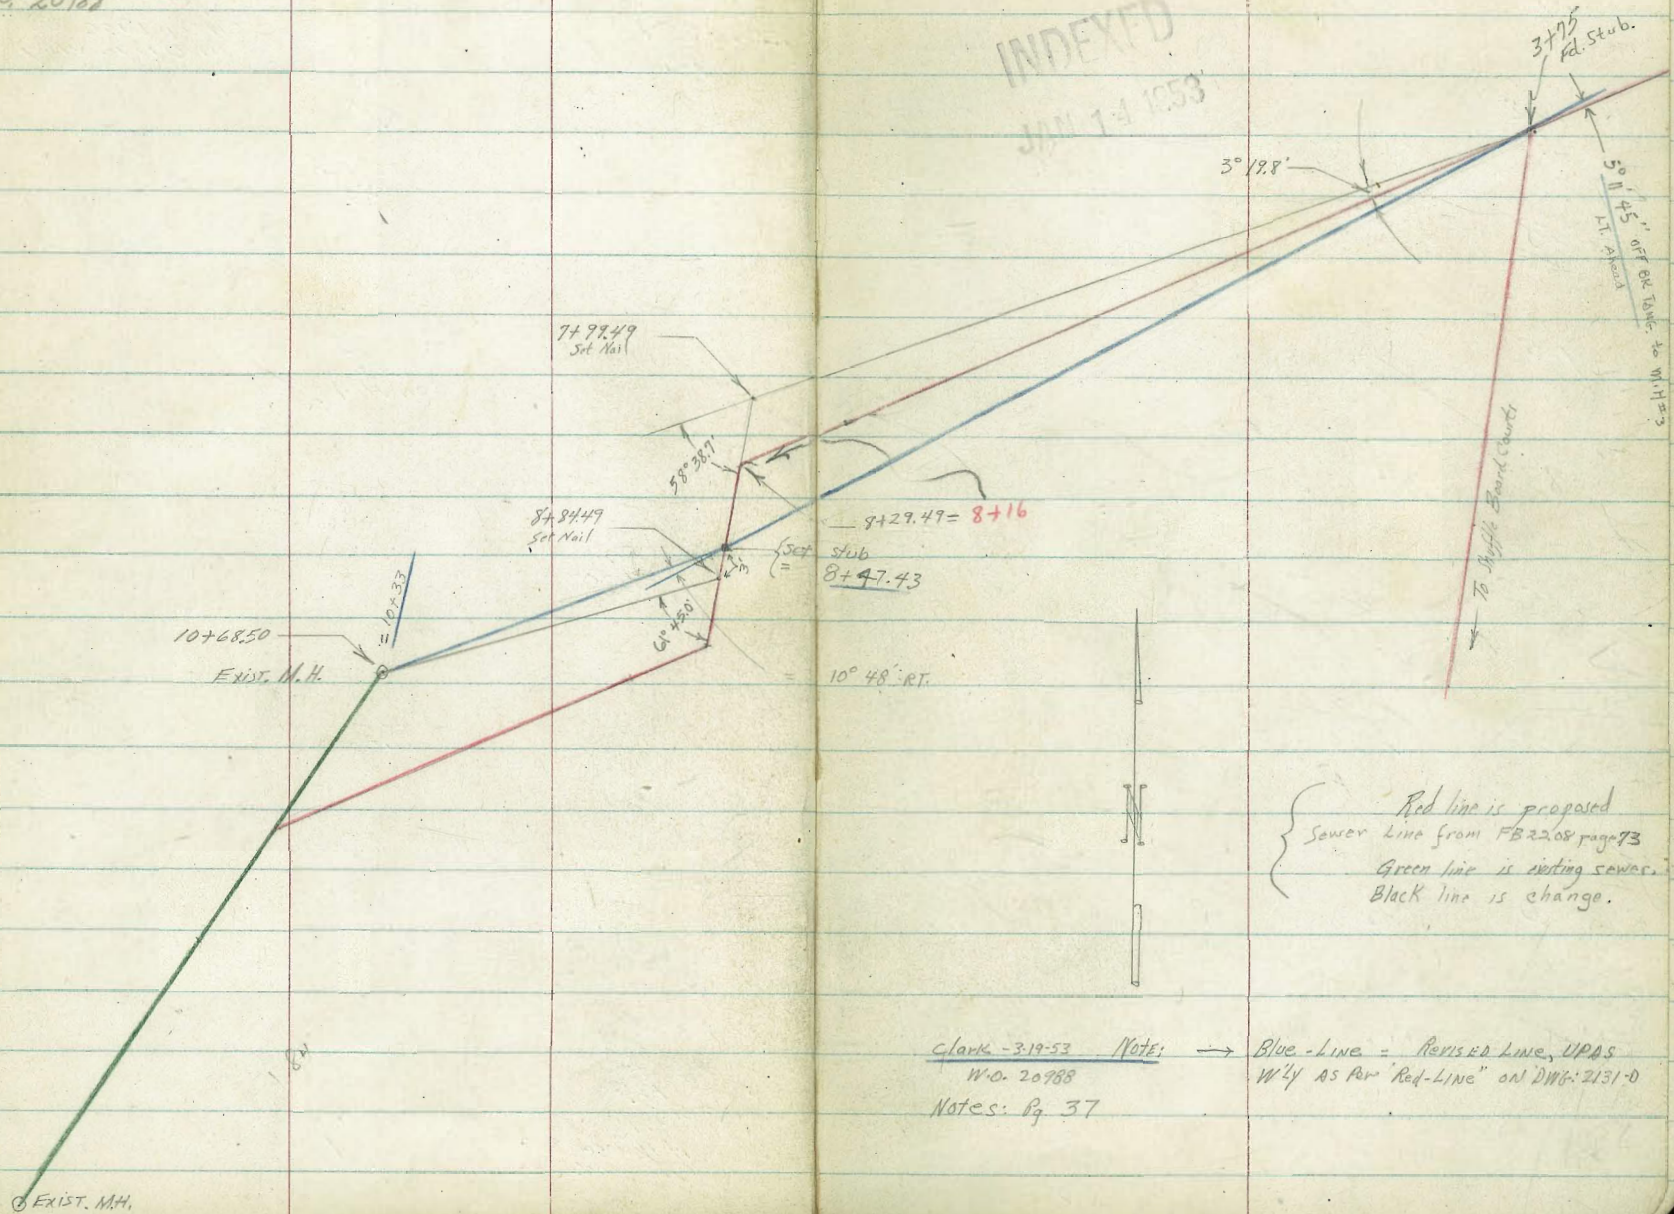 INDEXED
JAN 14 1953
3+75
Fd. Stub.
3° 19.8'
5° 11' 45" OFF BK TANG. to M.H #3
LT. Ahead
7+99.49
Set Nail
58° 38.7'
8+29.49 = 8+16
8+84.49
Set Nail
{Set stub
= 8+47.43
3'
61° 45.0'
= 10+33
10+68.50
Exist. M.H.
= 10° 48' RT.
To Shuffle Board Courts
N
Red line is proposed
Sewer Line from FB 2208 page 73
Green line is existing sewer.
Black line is change.
Clark - 3-19-53 Note: → Blue-Line = Revised Line,
W.O. 20988
W'ly as Per "Red-Line" on DWG: 2131-D
Notes: Pg 37
Exist. M.H.